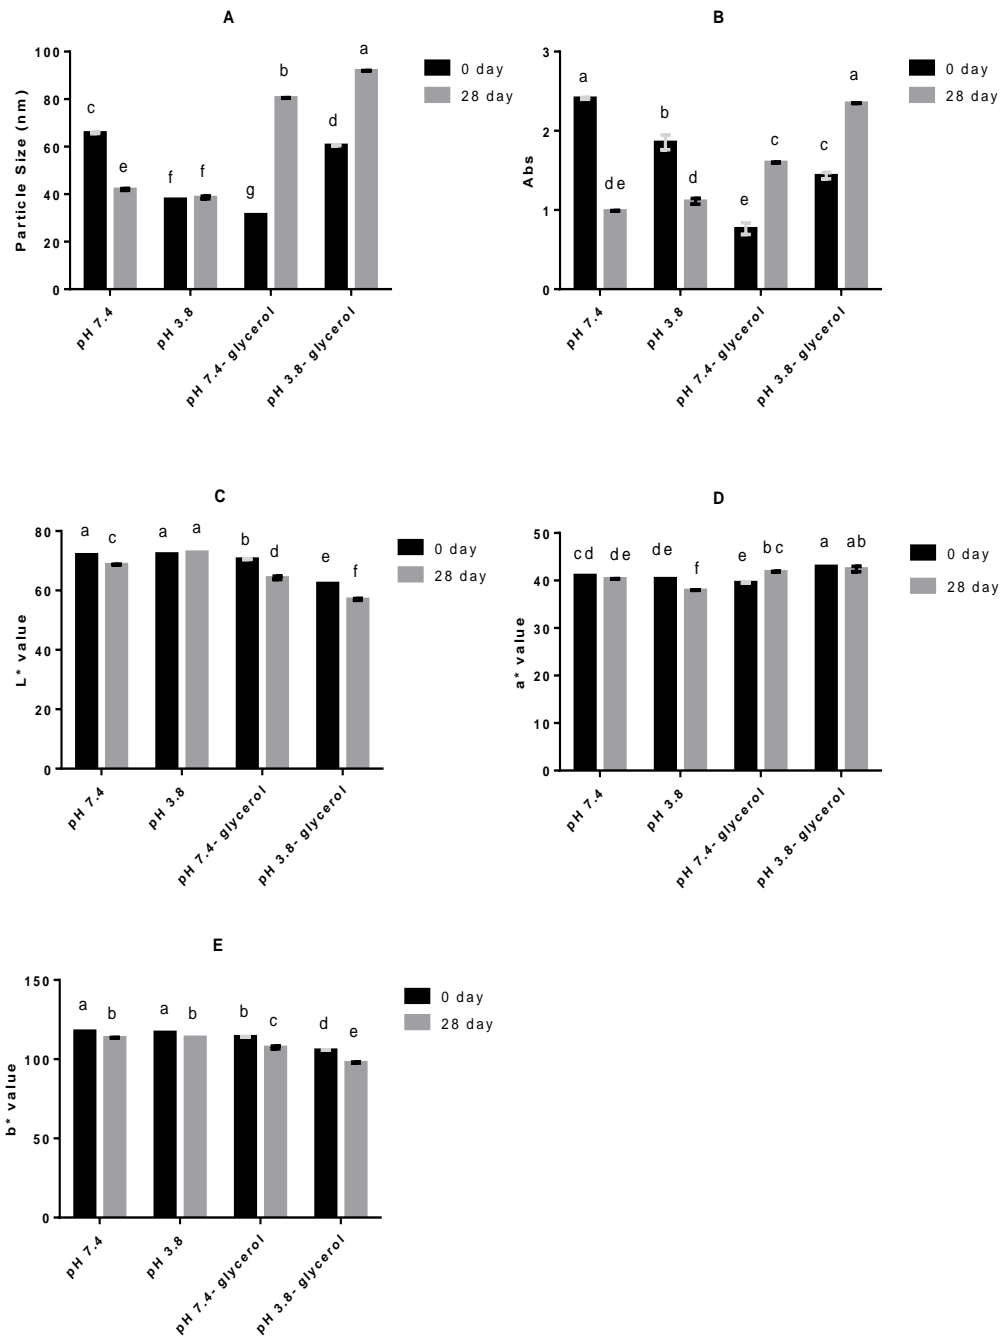 A
Particle Size (nm)
100
80
60
40
20
0
c
e
f
f
g
b
d
a
0 day
28 day
pH 7.4
pH 3.8
pH 7.4- glycerol
pH 3.8- glycerol
B
Abs
3
2
1
0
a
de
b
d
e
c
c
a
0 day
28 day
pH 7.4
pH 3.8
pH 7.4- glycerol
pH 3.8- glycerol
C
L* value
80
60
40
20
0
a
c
a
a
b
d
e
f
0 day
28 day
pH 7.4
pH 3.8
pH 7.4- glycerol
pH 3.8- glycerol
D
a* value
50
40
30
20
10
0
cd
de
de
f
e
bc
a
ab
0 day
28 day
pH 7.4
pH 3.8
pH 7.4- glycerol
pH 3.8- glycerol
E
b* value
150
100
50
0
a
b
a
b
b
c
d
e
0 day
28 day
pH 7.4
pH 3.8
pH 7.4- glycerol
pH 3.8- glycerol